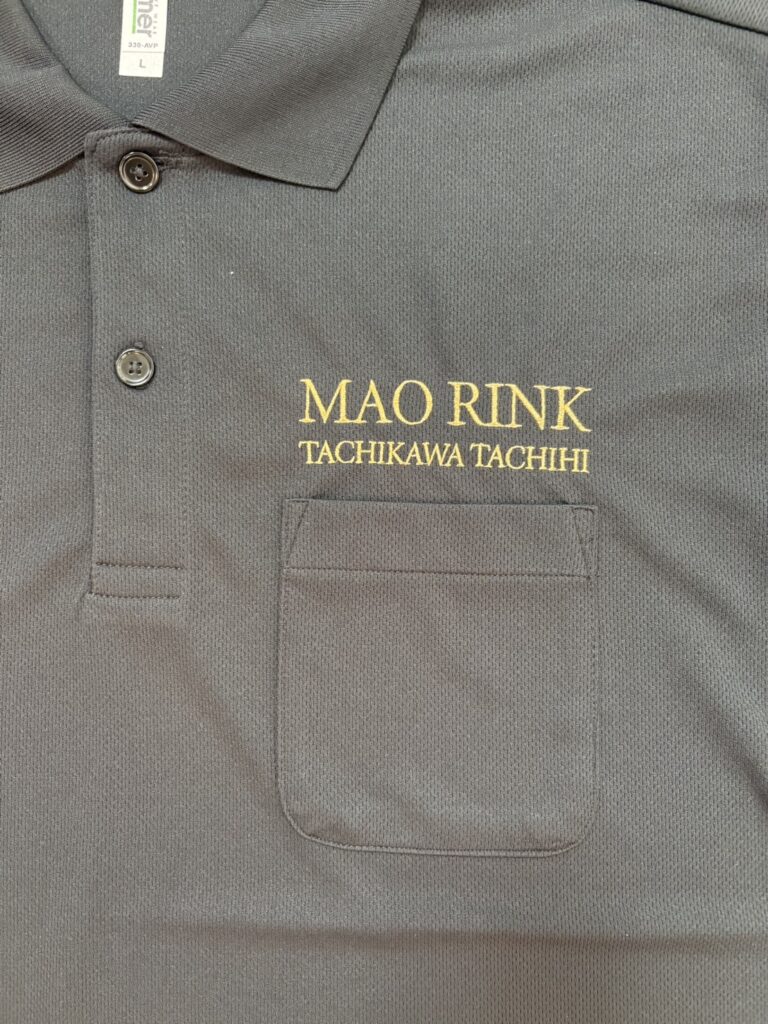 330-AVP
L
MAO RINK
TACHIKAWA TACHIHI